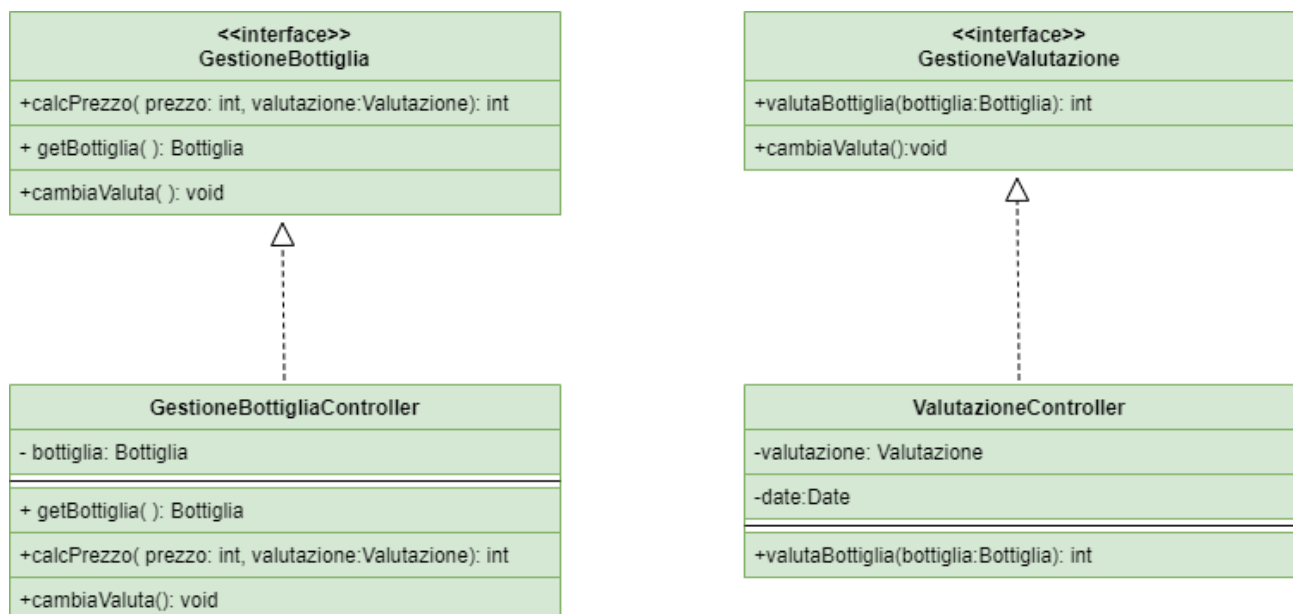 <<interface>>
GestioneBottiglia
+calcPrezzo( prezzo: int, valutazione:Valutazione): int
+ getBottiglia( ): Bottiglia
+cambiaValuta( ): void
<<interface>>
GestioneValutazione
+valutaBottiglia(bottiglia:Bottiglia): int
+cambiaValuta():void
GestioneBottigliaController
- bottiglia: Bottiglia
+ getBottiglia( ): Bottiglia
+calcPrezzo( prezzo: int, valutazione:Valutazione): int
+cambiaValuta(): void
ValutazioneController
-valutazione: Valutazione
-date:Date
+valutaBottiglia(bottiglia:Bottiglia): int